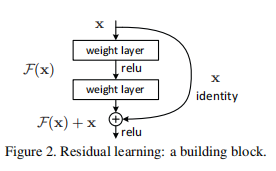 x
weight layer
F(x)
relu
x
weight layer
identity
F(x) + x
relu
Figure 2. Residual learning: a building block.